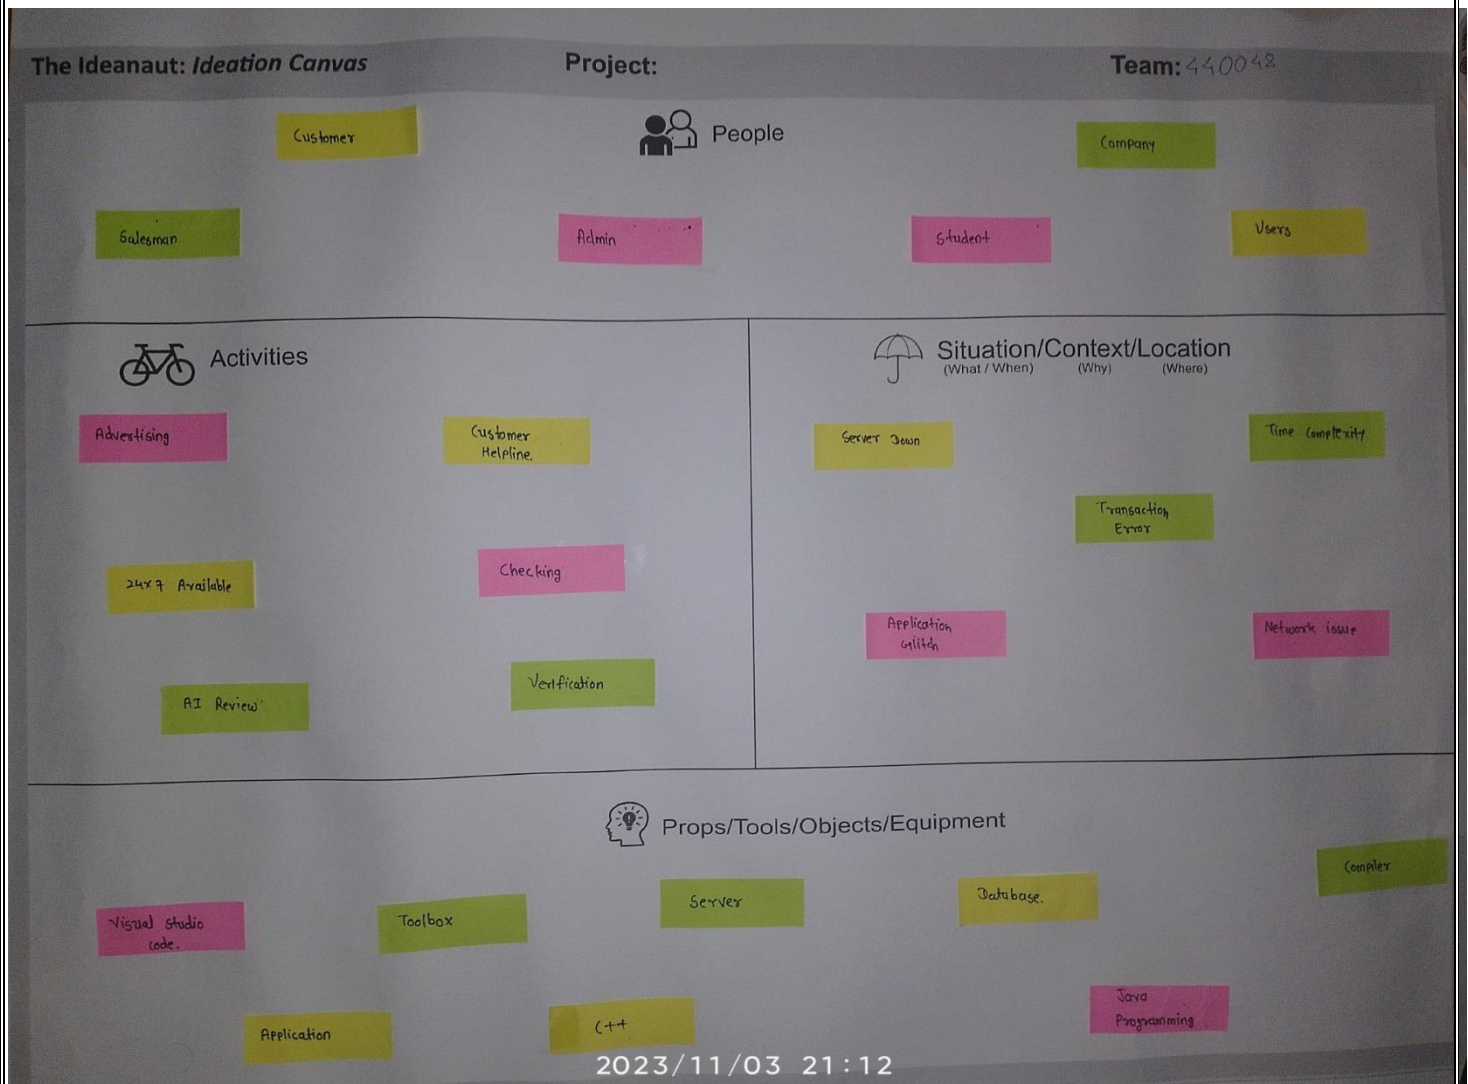 The Ideanaut: Ideation Canvas
Project:
Team: 440048
People
Customer
Company
Salesman
Admin
Student
Users
Activities
Advertising
Customer
Helpline.
24x7 Available
Checking
AI Review
Verification
Situation/Context/Location
(What / When) (Why) (Where)
Server Down
Time Complexity
Transaction
Error
Application
Glitch
Network issue
Props/Tools/Objects/Equipment
Visual Studio
code.
Toolbox
Server
Database.
Compiler
Application
C++
Java
Programming
2023/11/03 21:12